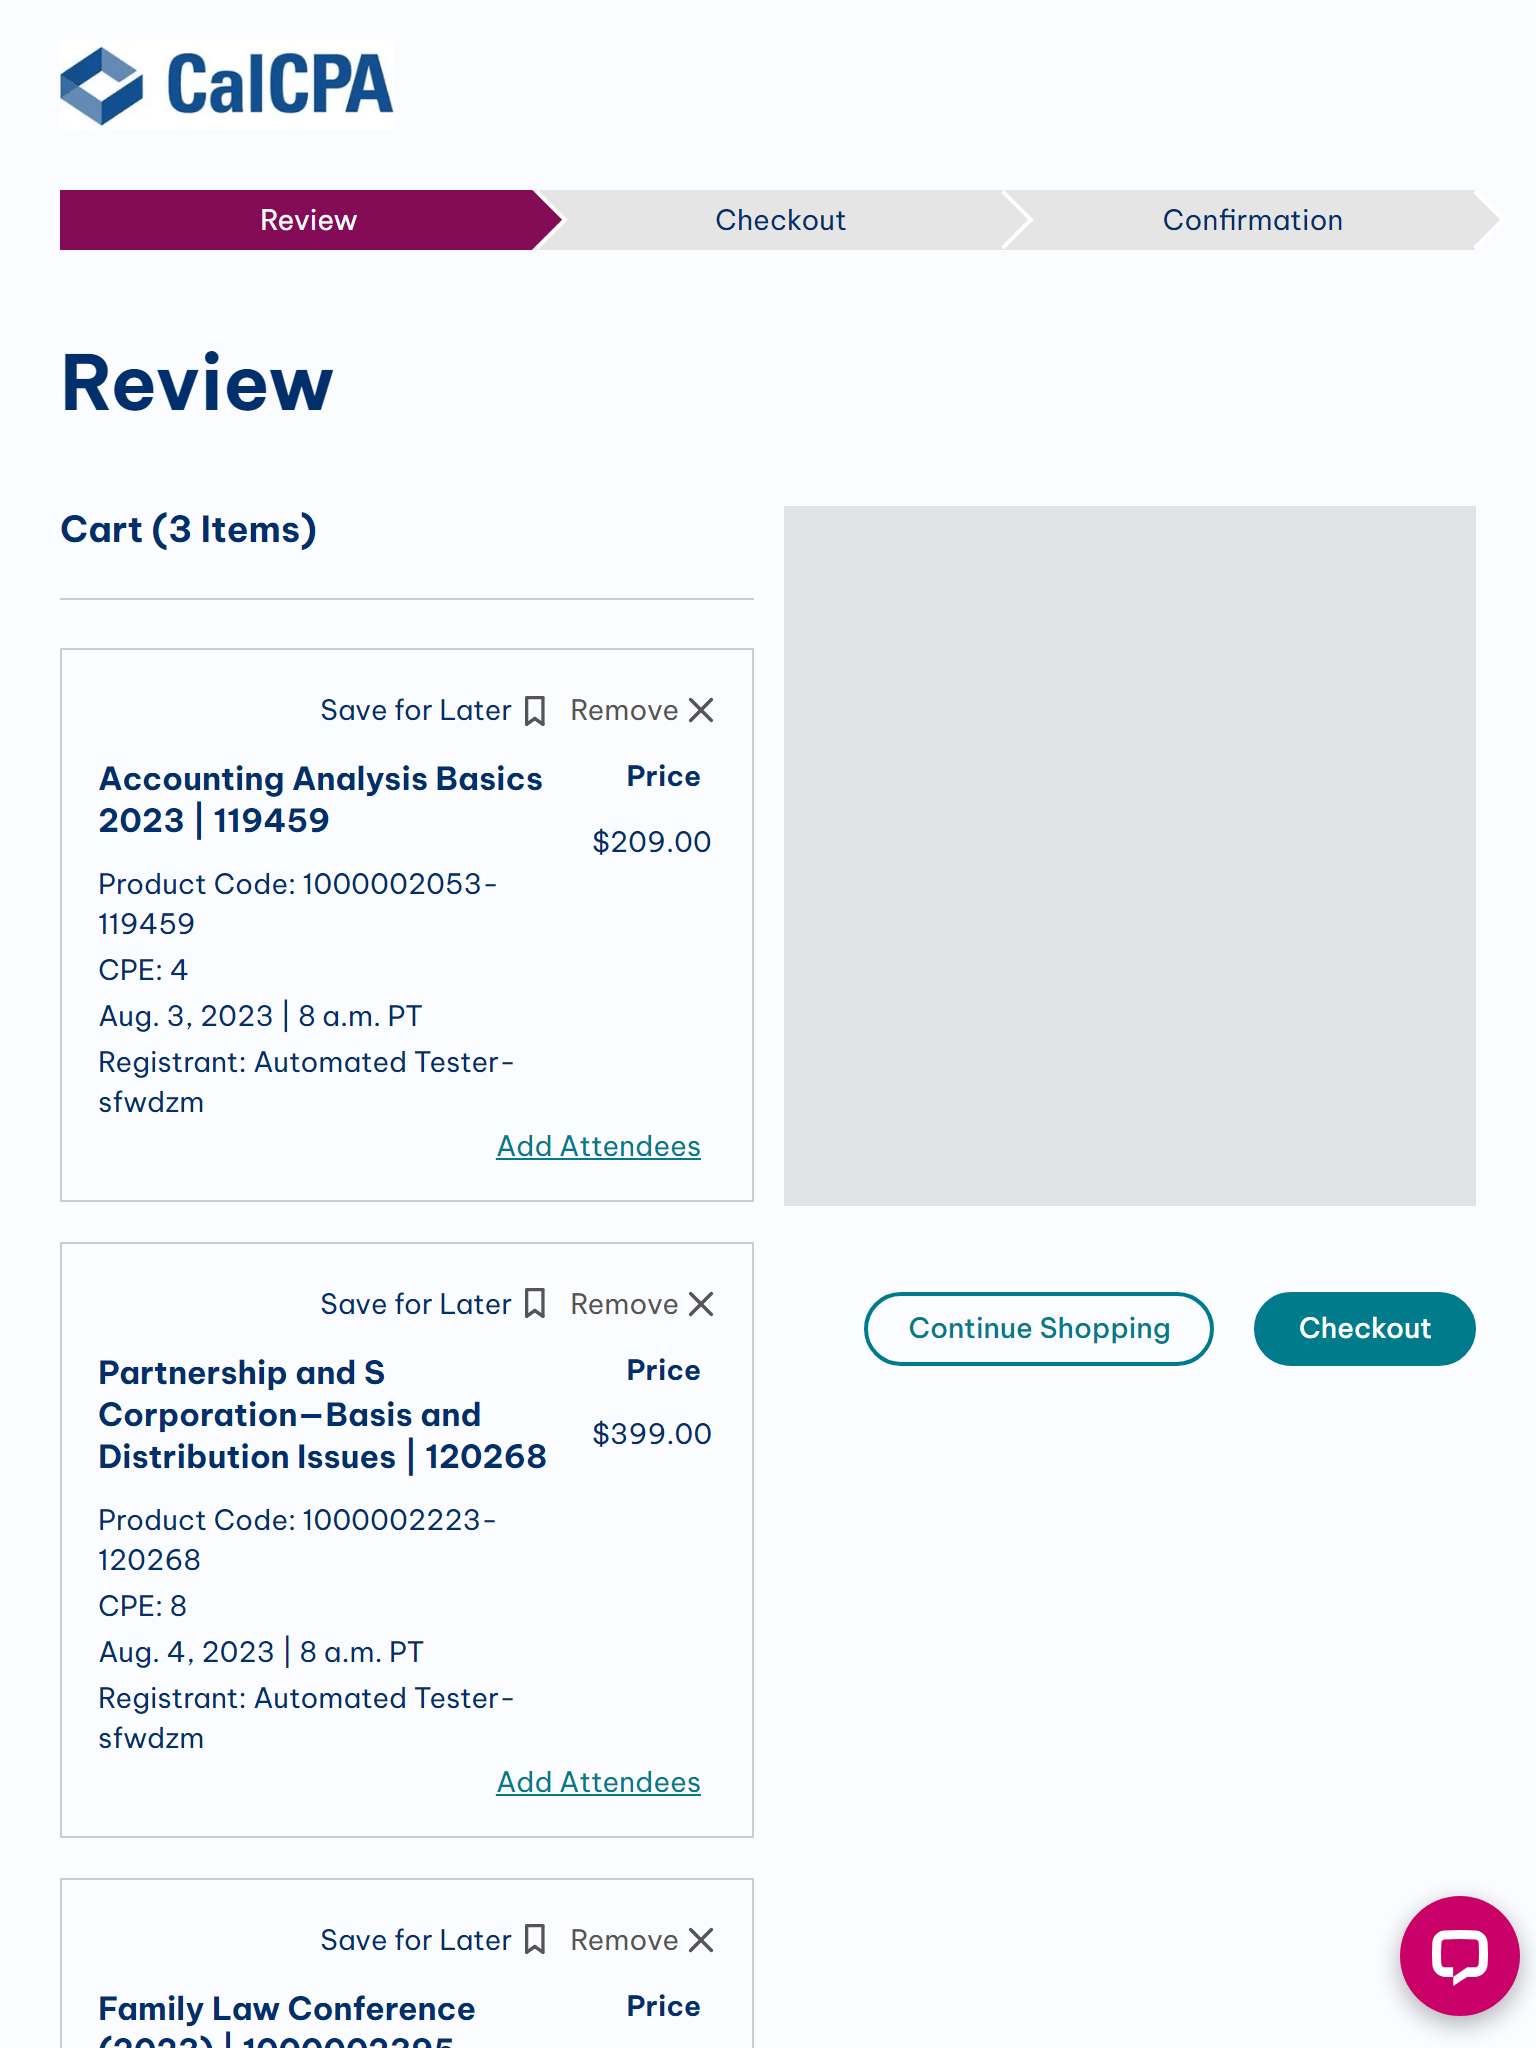 CalCPA
Review
Checkout
Confirmation
Review
Cart (3 Items)
Save for Later
Remove
Accounting Analysis Basics
2023 | 119459
Price
$209.00
Product Code: 1000002053-
119459
CPE: 4
Aug. 3, 2023 | 8 a.m. PT
Registrant: Automated Tester-
sfwdzm
Add Attendees
Save for Later
Remove
Partnership and S
Corporation—Basis and
Distribution Issues | 120268
Price
$399.00
Product Code: 1000002223-
120268
CPE: 8
Aug. 4, 2023 | 8 a.m. PT
Registrant: Automated Tester-
sfwdzm
Add Attendees
Continue Shopping
Checkout
Save for Later
Remove
Family Law Conference
(2023) | 1000002395
Price